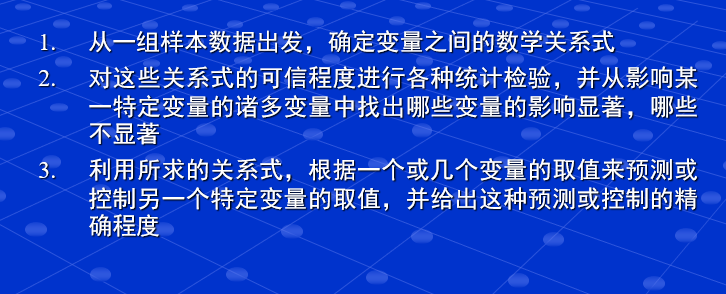 1. 从一组样本数据出发，确定变量之间的数学关系式
2. 对这些关系式的可信程度进行各种统计检验，并从影响某
一特定变量的诸多变量中找出哪些变量的影响显著，哪些
不显著
3. 利用所求的关系式，根据一个或几个变量的取值来预测或
控制另一个特定变量的取值，并给出这种预测或控制的精
确程度